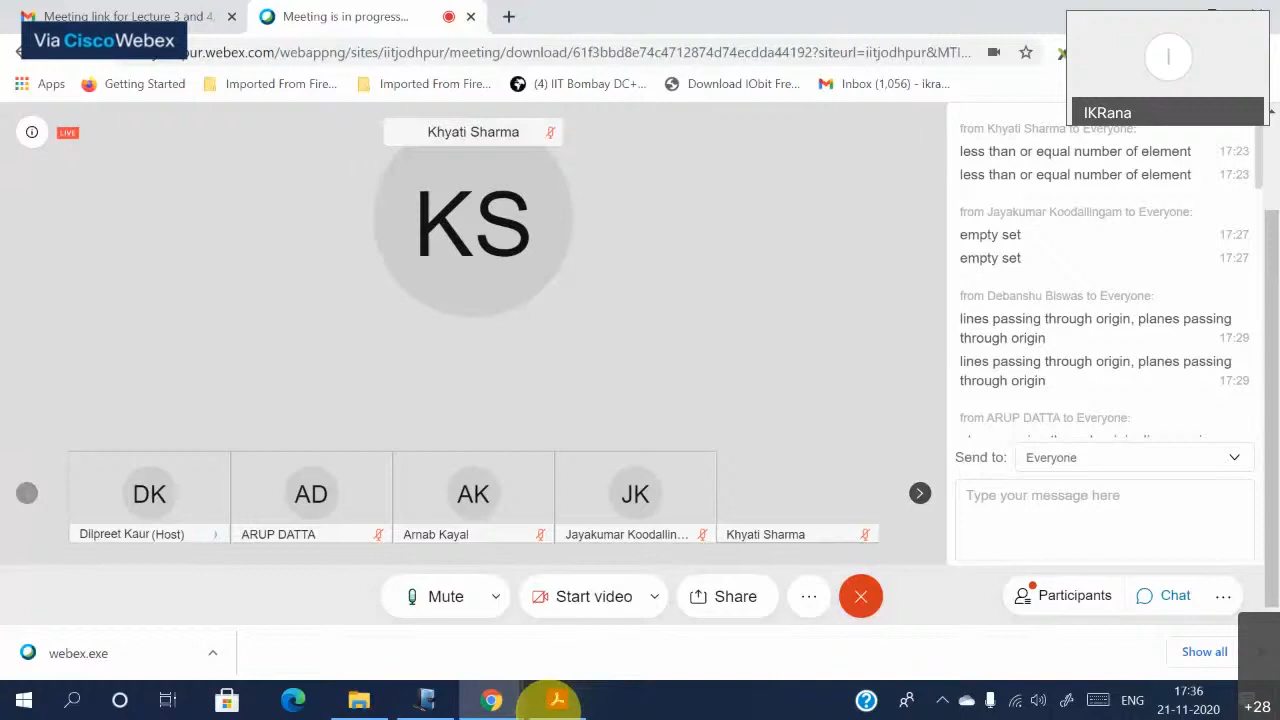 Meeting link for Lecture 3 and 4
Meeting is in progress...
Via Cisco Webex
pur.webex.com/webappng/sites/iitjodhpur/meeting/download/61f3bbd8e74c4712874d74ecdda44192?siteurl=iitjodhpur&MTI...
Apps
Getting Started
Imported From Fire...
Imported From Fire...
(4) IIT Bombay DC+...
Download IObit Fre...
Inbox (1,056) - ikra...
I
IKRana
LIVE
Khyati Sharma
KS
from Khyati Sharma to Everyone:
less than or equal number of element 17:23
less than or equal number of element 17:23
from Jayakumar Koodallingam to Everyone:
empty set 17:27
empty set 17:27
from Debanshu Biswas to Everyone:
lines passing through origin, planes passing
through origin 17:29
lines passing through origin, planes passing
through origin 17:29
from ARUP DATTA to Everyone:
Send to: Everyone
Type your message here
DK
AD
AK
JK
Dilpreet Kaur (Host)
ARUP DATTA
Arnab Kayal
Jayakumar Koodallin...
Khyati Sharma
Mute
Start video
Share
Participants
Chat
webex.exe
Show all
ENG
17:36
21-11-2020
+28